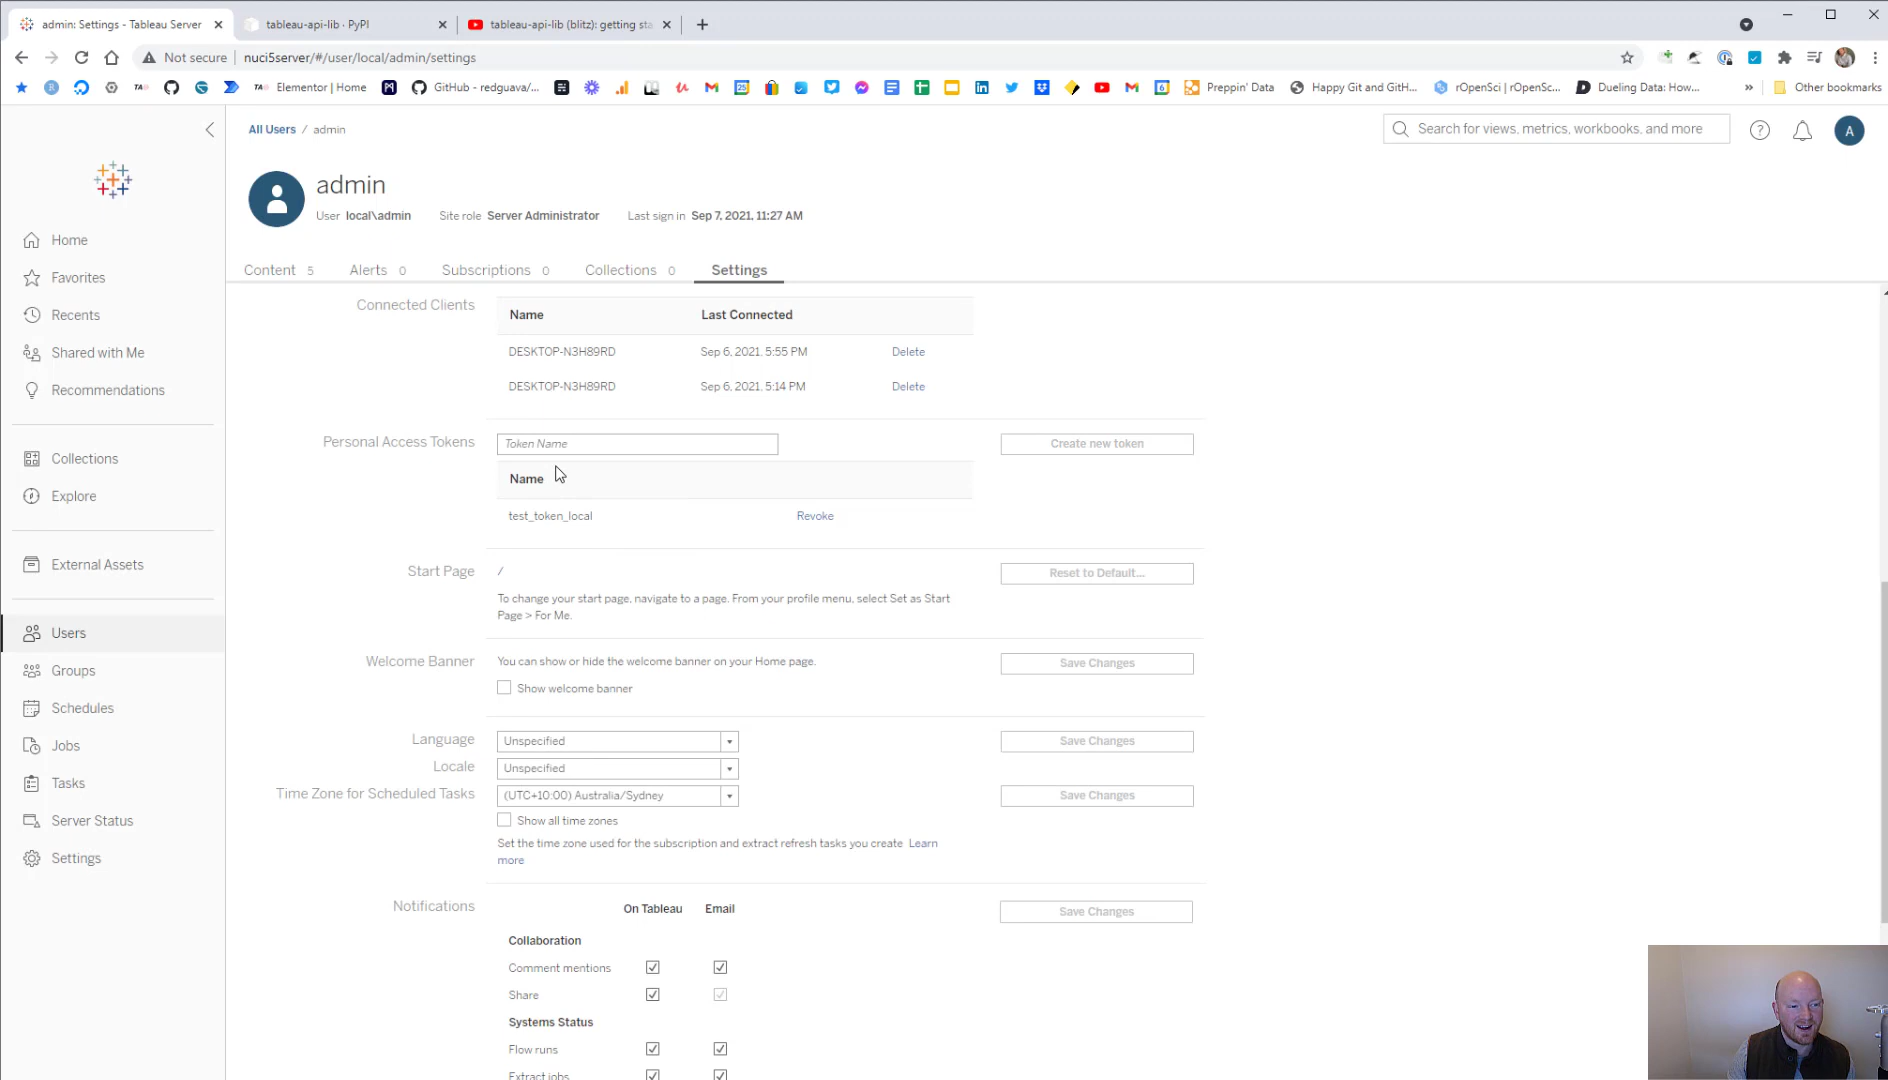 admin: Settings - Tableau Server
tableau-api-lib · PyPI
tableau-api-lib (blitz): getting sta
Not secure
nuci5server/#/user/local/admin/settings
Elementor | Home
GitHub - redguava/...
Preppin' Data
Happy Git and GitH...
rOpenSci | rOpenSc...
Dueling Data: How...
»
Other bookmarks
All Users / admin
Search for views, metrics, workbooks, and more
A
admin
User local\admin Site role Server Administrator Last sign in Sep 7, 2021, 11:27 AM
Content 5 Alerts 0 Subscriptions 0 Collections 0 Settings
Home
Favorites
Recents
Shared with Me
Recommendations
Collections
Explore
External Assets
Users
Groups
Schedules
Jobs
Tasks
Server Status
Settings
Connected Clients
Name Last Connected
DESKTOP-N3H89RD Sep 6, 2021, 5:55 PM Delete
DESKTOP-N3H89RD Sep 6, 2021, 5:14 PM Delete
Personal Access Tokens Token Name Create new token
Name
test_token_local Revoke
Start Page / Reset to Default...
To change your start page, navigate to a page. From your profile menu, select Set as Start
Page > For Me.
Welcome Banner You can show or hide the welcome banner on your Home page. Save Changes
Show welcome banner
Language Unspecified Save Changes
Locale Unspecified
Time Zone for Scheduled Tasks (UTC+10:00) Australia/Sydney Save Changes
Show all time zones
Set the time zone used for the subscription and extract refresh tasks you create Learn
more
Notifications On Tableau Email Save Changes
Collaboration
Comment mentions
Share
Systems Status
Flow runs
Extract jobs